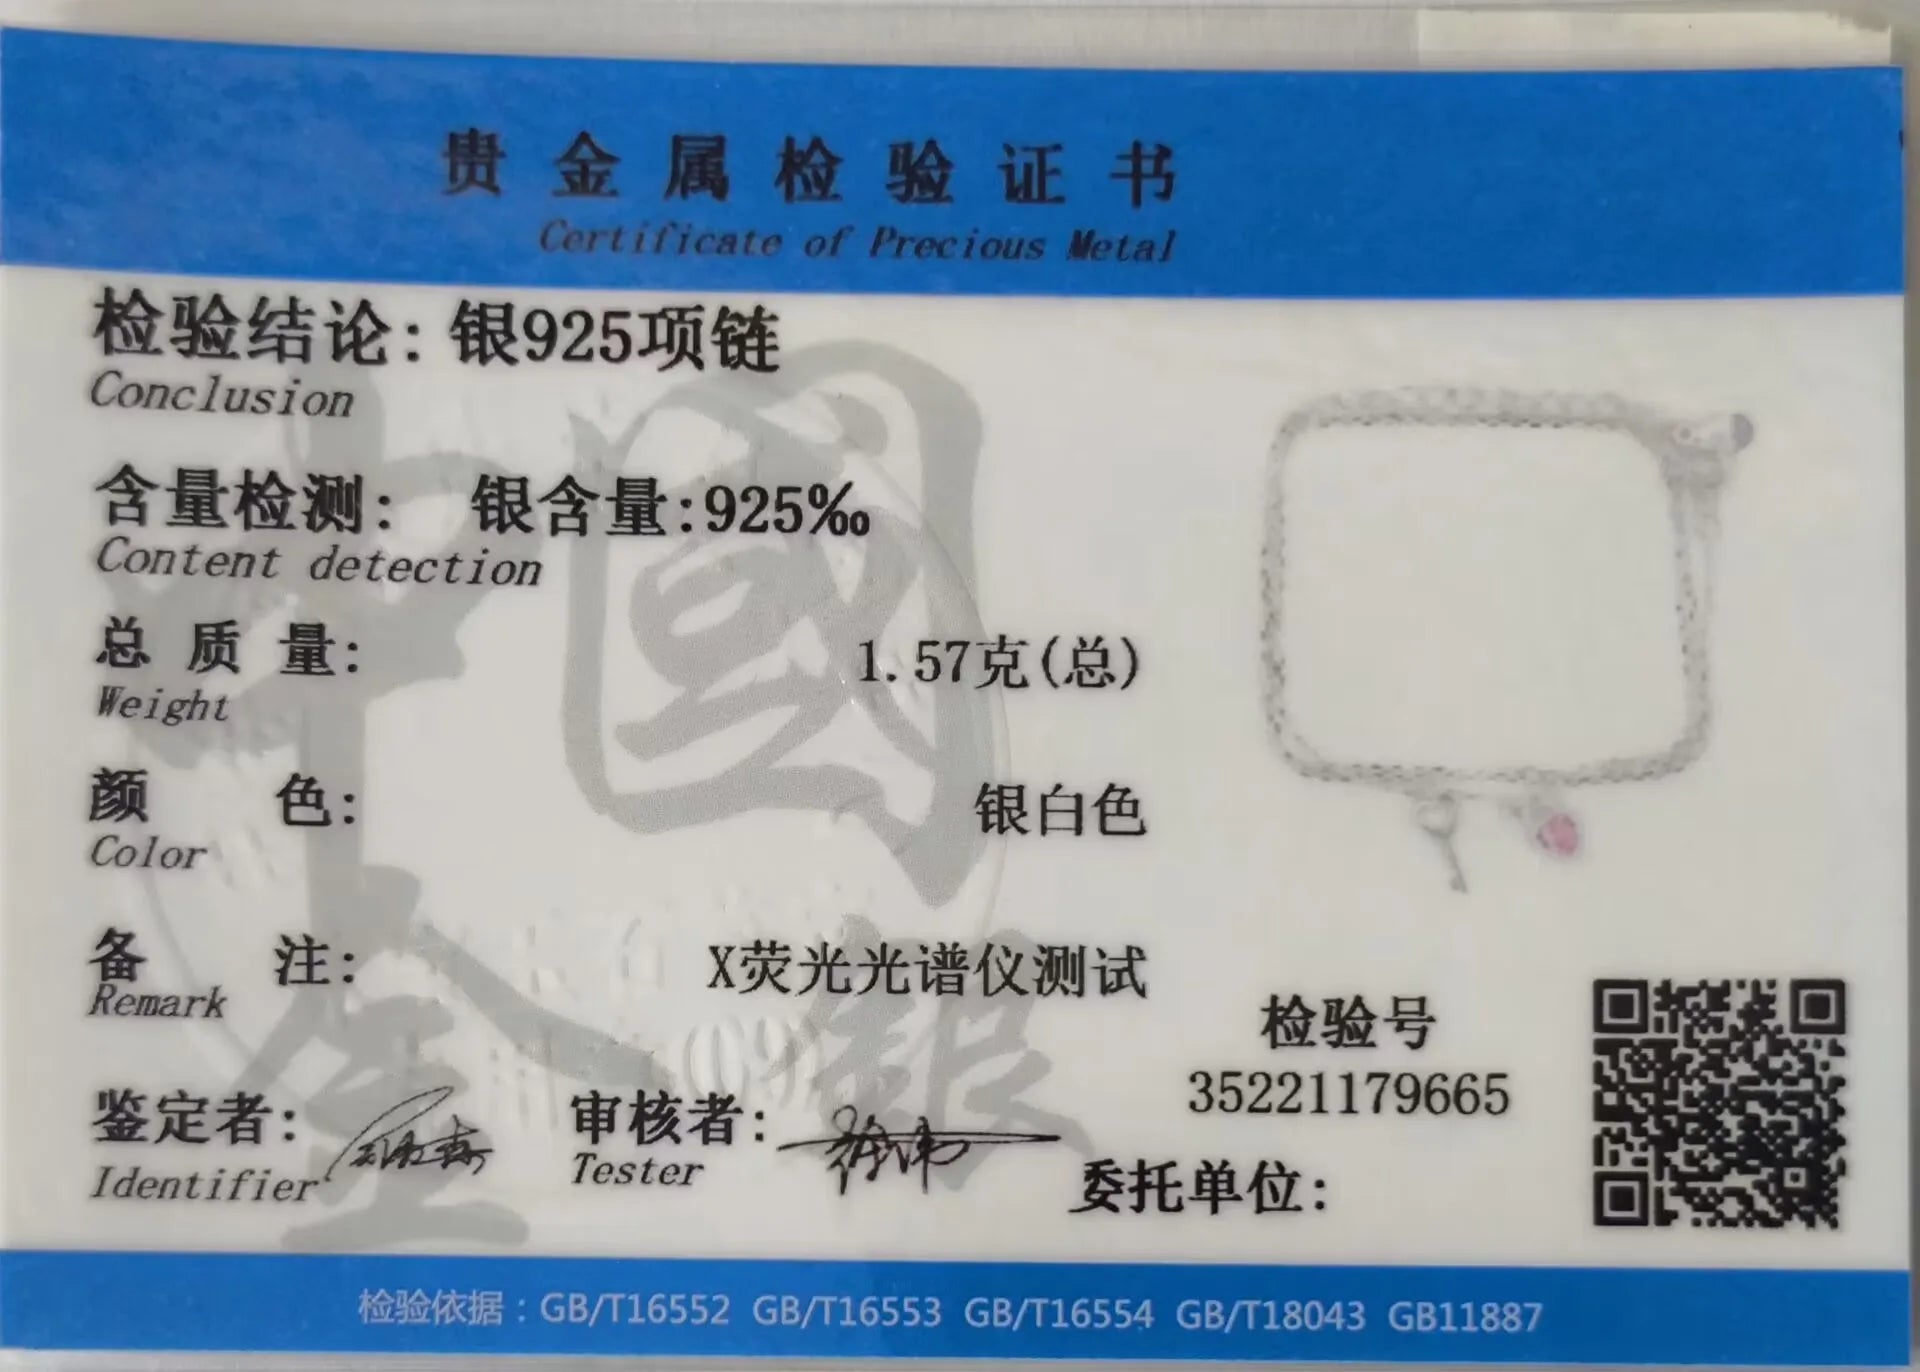 贵金属检验证书
Certificate of Precious Metal
检验结论: 银925项链
Conclusion
含量检测: 银含量:925‰
Content detection
总质量: 1.57克(总)
Weight
颜色: 银白色
Color
备注: X荧光光谱仪测试
Remark
检验号
35221179665
鉴定者: 审核者:
Identifier Tester
委托单位:
检验依据:GB/T16552 GB/T16553 GB/T16554 GB/T18043 GB11887
中國
金銀